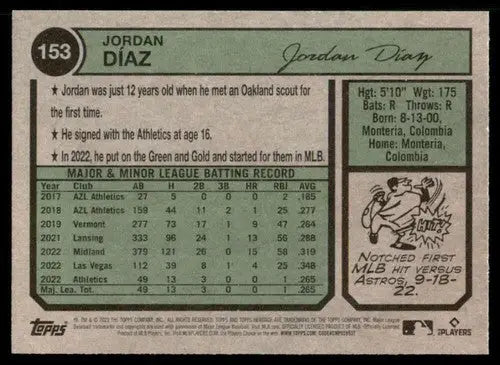 153
JORDAN
DÍAZ
Jordan Diaz
★ Jordan was just 12 years old when he met an Oakland scout for
the first time.
★ He signed with the Athletics at age 16.
★ In 2022, he put on the Green and Gold and started for them in MLB.
Hgt: 5'10" Wgt: 175
Bats: R Throws: R
Born: 8-13-00,
Monteria, Colombia
Home: Monteria,
Colombia
MAJOR & MINOR LEAGUE BATTING RECORD
Year Club AB H 2B 3B HR RBI AVG
2017 AZL Athletics 27 5 0 0 0 2 .185
2018 AZL Athletics 159 44 11 2 1 25 .277
2019 Vermont 277 73 17 1 9 47 .264
2021 Lansing 333 96 24 1 13 56 .288
2022 Midland 379 121 26 0 15 58 .319
2022 Las Vegas 112 39 8 1 4 25 .348
2022 Athletics 49 13 3 0 0 1 .265
Maj. Lea. Tot. 49 13 3 0 0 1 .265
HIT!
NOTCHED FIRST
MLB HIT VERSUS
ASTROS, 9-18-
22.
Topps
PLAYERS